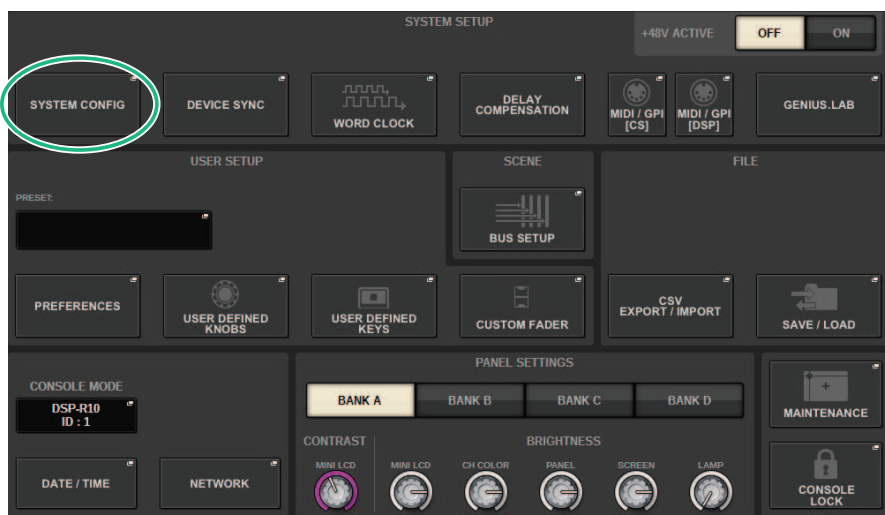 SYSTEM SETUP
+48V ACTIVE
OFF
ON
SYSTEM CONFIG
DEVICE SYNC
WORD CLOCK
DELAY
COMPENSATION
MIDI / GPI
[CS]
MIDI / GPI
[DSP]
GENIUS.LAB
USER SETUP
SCENE
FILE
PRESET:
BUS SETUP
PREFERENCES
USER DEFINED
KNOBS
USER DEFINED
KEYS
CUSTOM FADER
CSV
EXPORT / IMPORT
SAVE / LOAD
CONSOLE MODE
DSP-R10
ID : 1
PANEL SETTINGS
BANK A
BANK B
BANK C
BANK D
MAINTENANCE
CONTRAST
BRIGHTNESS
MINI LCD
MINI LCD
CH COLOR
PANEL
SCREEN
LAMP
DATE / TIME
NETWORK
CONSOLE
LOCK